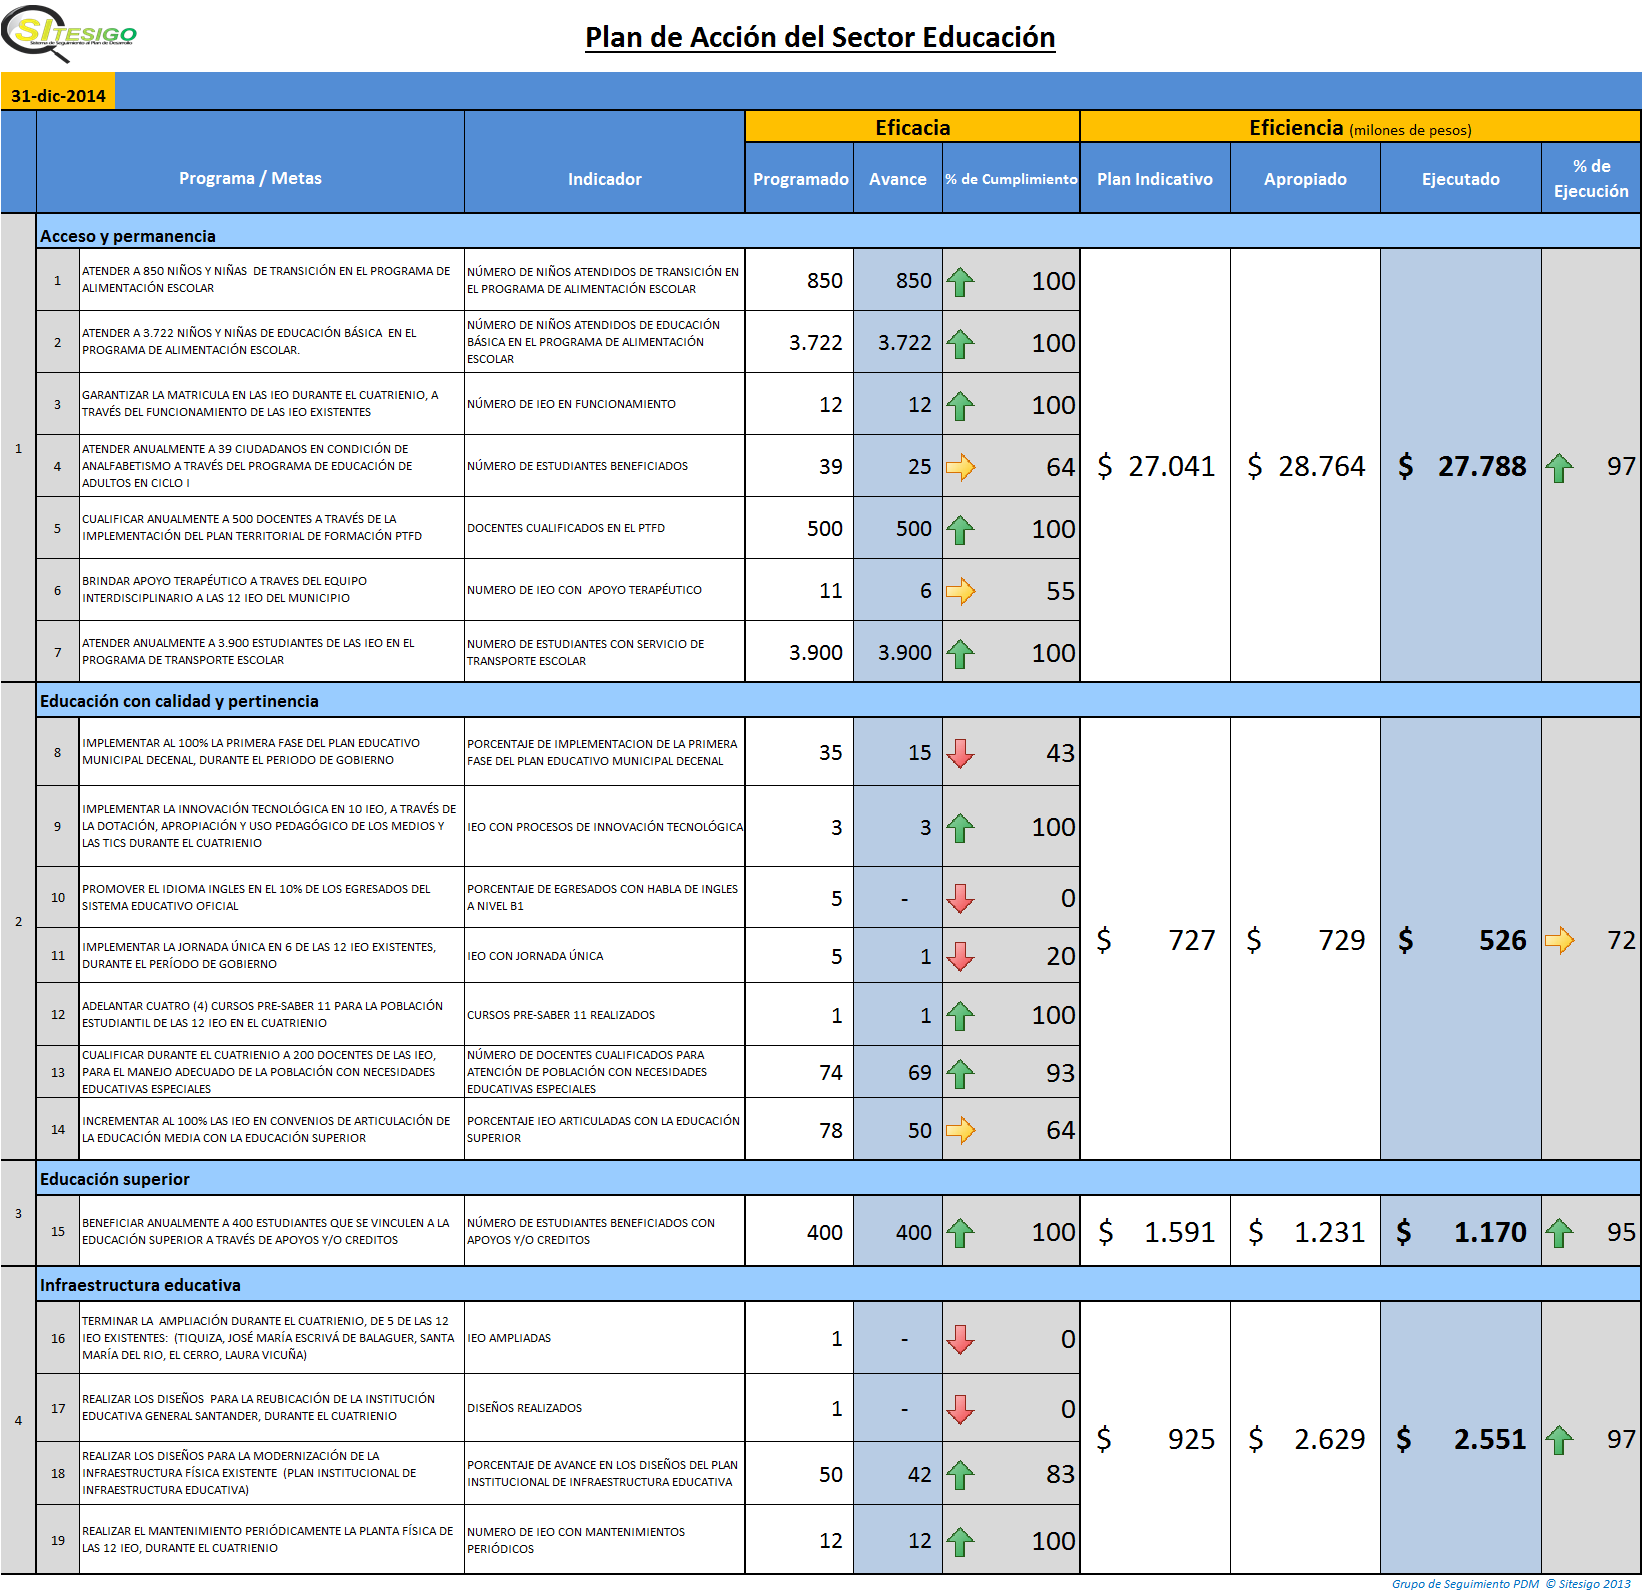 SITESIGO
Sistema de Seguimiento al Plan de Desarrollo
Plan de Acción del Sector Educación
31-dic-2014
Eficacia
Eficiencia (milones de pesos)
Programa / Metas
Indicador
Programado
Avance
% de Cumplimiento
Plan Indicativo
Apropiado
Ejecutado
% de
Ejecución
1
Acceso y permanencia
1
ATENDER A 850 NIÑOS Y NIÑAS DE TRANSICIÓN EN EL PROGRAMA DE
ALIMENTACIÓN ESCOLAR
NÚMERO DE NIÑOS ATENDIDOS DE TRANSICIÓN EN
EL PROGRAMA DE ALIMENTACIÓN ESCOLAR
850
850
100
2
ATENDER A 3.722 NIÑOS Y NIÑAS DE EDUCACIÓN BÁSICA EN EL
PROGRAMA DE ALIMENTACIÓN ESCOLAR.
NÚMERO DE NIÑOS ATENDIDOS DE EDUCACIÓN
BÁSICA EN EL PROGRAMA DE ALIMENTACIÓN
ESCOLAR
3.722
3.722
100
3
GARANTIZAR LA MATRICULA EN LAS IEO DURANTE EL CUATRIENIO, A
TRAVÉS DEL FUNCIONAMIENTO DE LAS IEO EXISTENTES
NÚMERO DE IEO EN FUNCIONAMIENTO
12
12
100
4
ATENDER ANUALMENTE A 39 CIUDADANOS EN CONDICIÓN DE
ANALFABETISMO A TRAVÉS DEL PROGRAMA DE EDUCACIÓN DE
ADULTOS EN CICLO I
NÚMERO DE ESTUDIANTES BENEFICIADOS
39
25
64
$ 27.041
$ 28.764
$ 27.788
97
5
CUALIFICAR ANUALMENTE A 500 DOCENTES A TRAVÉS DE LA
IMPLEMENTACIÓN DEL PLAN TERRITORIAL DE FORMACIÓN PTFD
DOCENTES CUALIFICADOS EN EL PTFD
500
500
100
6
BRINDAR APOYO TERAPÉUTICO A TRAVES DEL EQUIPO
INTERDISCIPLINARIO A LAS 12 IEO DEL MUNICIPIO
NUMERO DE IEO CON APOYO TERAPÉUTICO
11
6
55
7
ATENDER ANUALMENTE A 3.900 ESTUDIANTES DE LAS IEO EN EL
PROGRAMA DE TRANSPORTE ESCOLAR
NUMERO DE ESTUDIANTES CON SERVICIO DE
TRANSPORTE ESCOLAR
3.900
3.900
100
2
Educación con calidad y pertinencia
8
IMPLEMENTAR AL 100% LA PRIMERA FASE DEL PLAN EDUCATIVO
MUNICIPAL DECENAL, DURANTE EL PERIODO DE GOBIERNO
PORCENTAJE DE IMPLEMENTACION DE LA PRIMERA
FASE DEL PLAN EDUCATIVO MUNICIPAL DECENAL
35
15
43
9
IMPLEMENTAR LA INNOVACIÓN TECNOLÓGICA EN 10 IEO, A TRAVÉS DE
LA DOTACIÓN, APROPIACIÓN Y USO PEDAGÓGICO DE LOS MEDIOS Y
LAS TICS DURANTE EL CUATRIENIO
IEO CON PROCESOS DE INNOVACIÓN TECNOLÓGICA
3
3
100
10
PROMOVER EL IDIOMA INGLES EN EL 10% DE LOS EGRESADOS DEL
SISTEMA EDUCATIVO OFICIAL
PORCENTAJE DE EGRESADOS CON HABLA DE INGLES
A NIVEL B1
5
-
0
11
IMPLEMENTAR LA JORNADA ÚNICA EN 6 DE LAS 12 IEO EXISTENTES,
DURANTE EL PERÍODO DE GOBIERNO
IEO CON JORNADA ÚNICA
5
1
20
$ 727
$ 729
$ 526
72
12
ADELANTAR CUATRO (4) CURSOS PRE-SABER 11 PARA LA POBLACIÓN
ESTUDIANTIL DE LAS 12 IEO EN EL CUATRIENIO
CURSOS PRE-SABER 11 REALIZADOS
1
1
100
13
CUALIFICAR DURANTE EL CUATRIENIO A 200 DOCENTES DE LAS IEO,
PARA EL MANEJO ADECUADO DE LA POBLACIÓN CON NECESIDADES
EDUCATIVAS ESPECIALES
NÚMERO DE DOCENTES CUALIFICADOS PARA
ATENCIÓN DE POBLACIÓN CON NECESIDADES
EDUCATIVAS ESPECIALES
74
69
93
14
INCREMENTAR AL 100% LAS IEO EN CONVENIOS DE ARTICULACIÓN DE
LA EDUCACIÓN MEDIA CON LA EDUCACIÓN SUPERIOR
PORCENTAJE IEO ARTICULADAS CON LA EDUCACIÓN
SUPERIOR
78
50
64
3
Educación superior
15
BENEFICIAR ANUALMENTE A 400 ESTUDIANTES QUE SE VINCULEN A LA
EDUCACIÓN SUPERIOR A TRAVÉS DE APOYOS Y/O CREDITOS
NÚMERO DE ESTUDIANTES BENEFICIADOS CON
APOYOS Y/O CREDITOS
400
400
100
$ 1.591
$ 1.231
$ 1.170
95
4
Infraestructura educativa
16
TERMINAR LA AMPLIACIÓN DURANTE EL CUATRIENIO, DE 5 DE LAS 12
IEO EXISTENTES: (TIQUIZA, JOSÉ MARÍA ESCRIVÁ DE BALAGUER, SANTA
MARÍA DEL RIO, EL CERRO, LAURA VICUÑA)
IEO AMPLIADAS
1
-
0
17
REALIZAR LOS DISEÑOS PARA LA REUBICACIÓN DE LA INSTITUCIÓN
EDUCATIVA GENERAL SANTANDER, DURANTE EL CUATRIENIO
DISEÑOS REALIZADOS
1
-
0
$ 925
$ 2.629
$ 2.551
97
18
REALIZAR LOS DISEÑOS PARA LA MODERNIZACIÓN DE LA
INFRAESTRUCTURA FÍSICA EXISTENTE (PLAN INSTITUCIONAL DE
INFRAESTRUCTURA EDUCATIVA)
PORCENTAJE DE AVANCE EN LOS DISEÑOS DEL PLAN
INSTITUCIONAL DE INFRAESTRUCTURA EDUCATIVA
50
42
83
19
REALIZAR EL MANTENIMIENTO PERIÓDICAMENTE LA PLANTA FÍSICA DE
LAS 12 IEO, DURANTE EL CUATRIENIO
NUMERO DE IEO CON MANTENIMIENTOS
PERIÓDICOS
12
12
100
Grupo de Seguimiento PDM © Sitesigo 2013